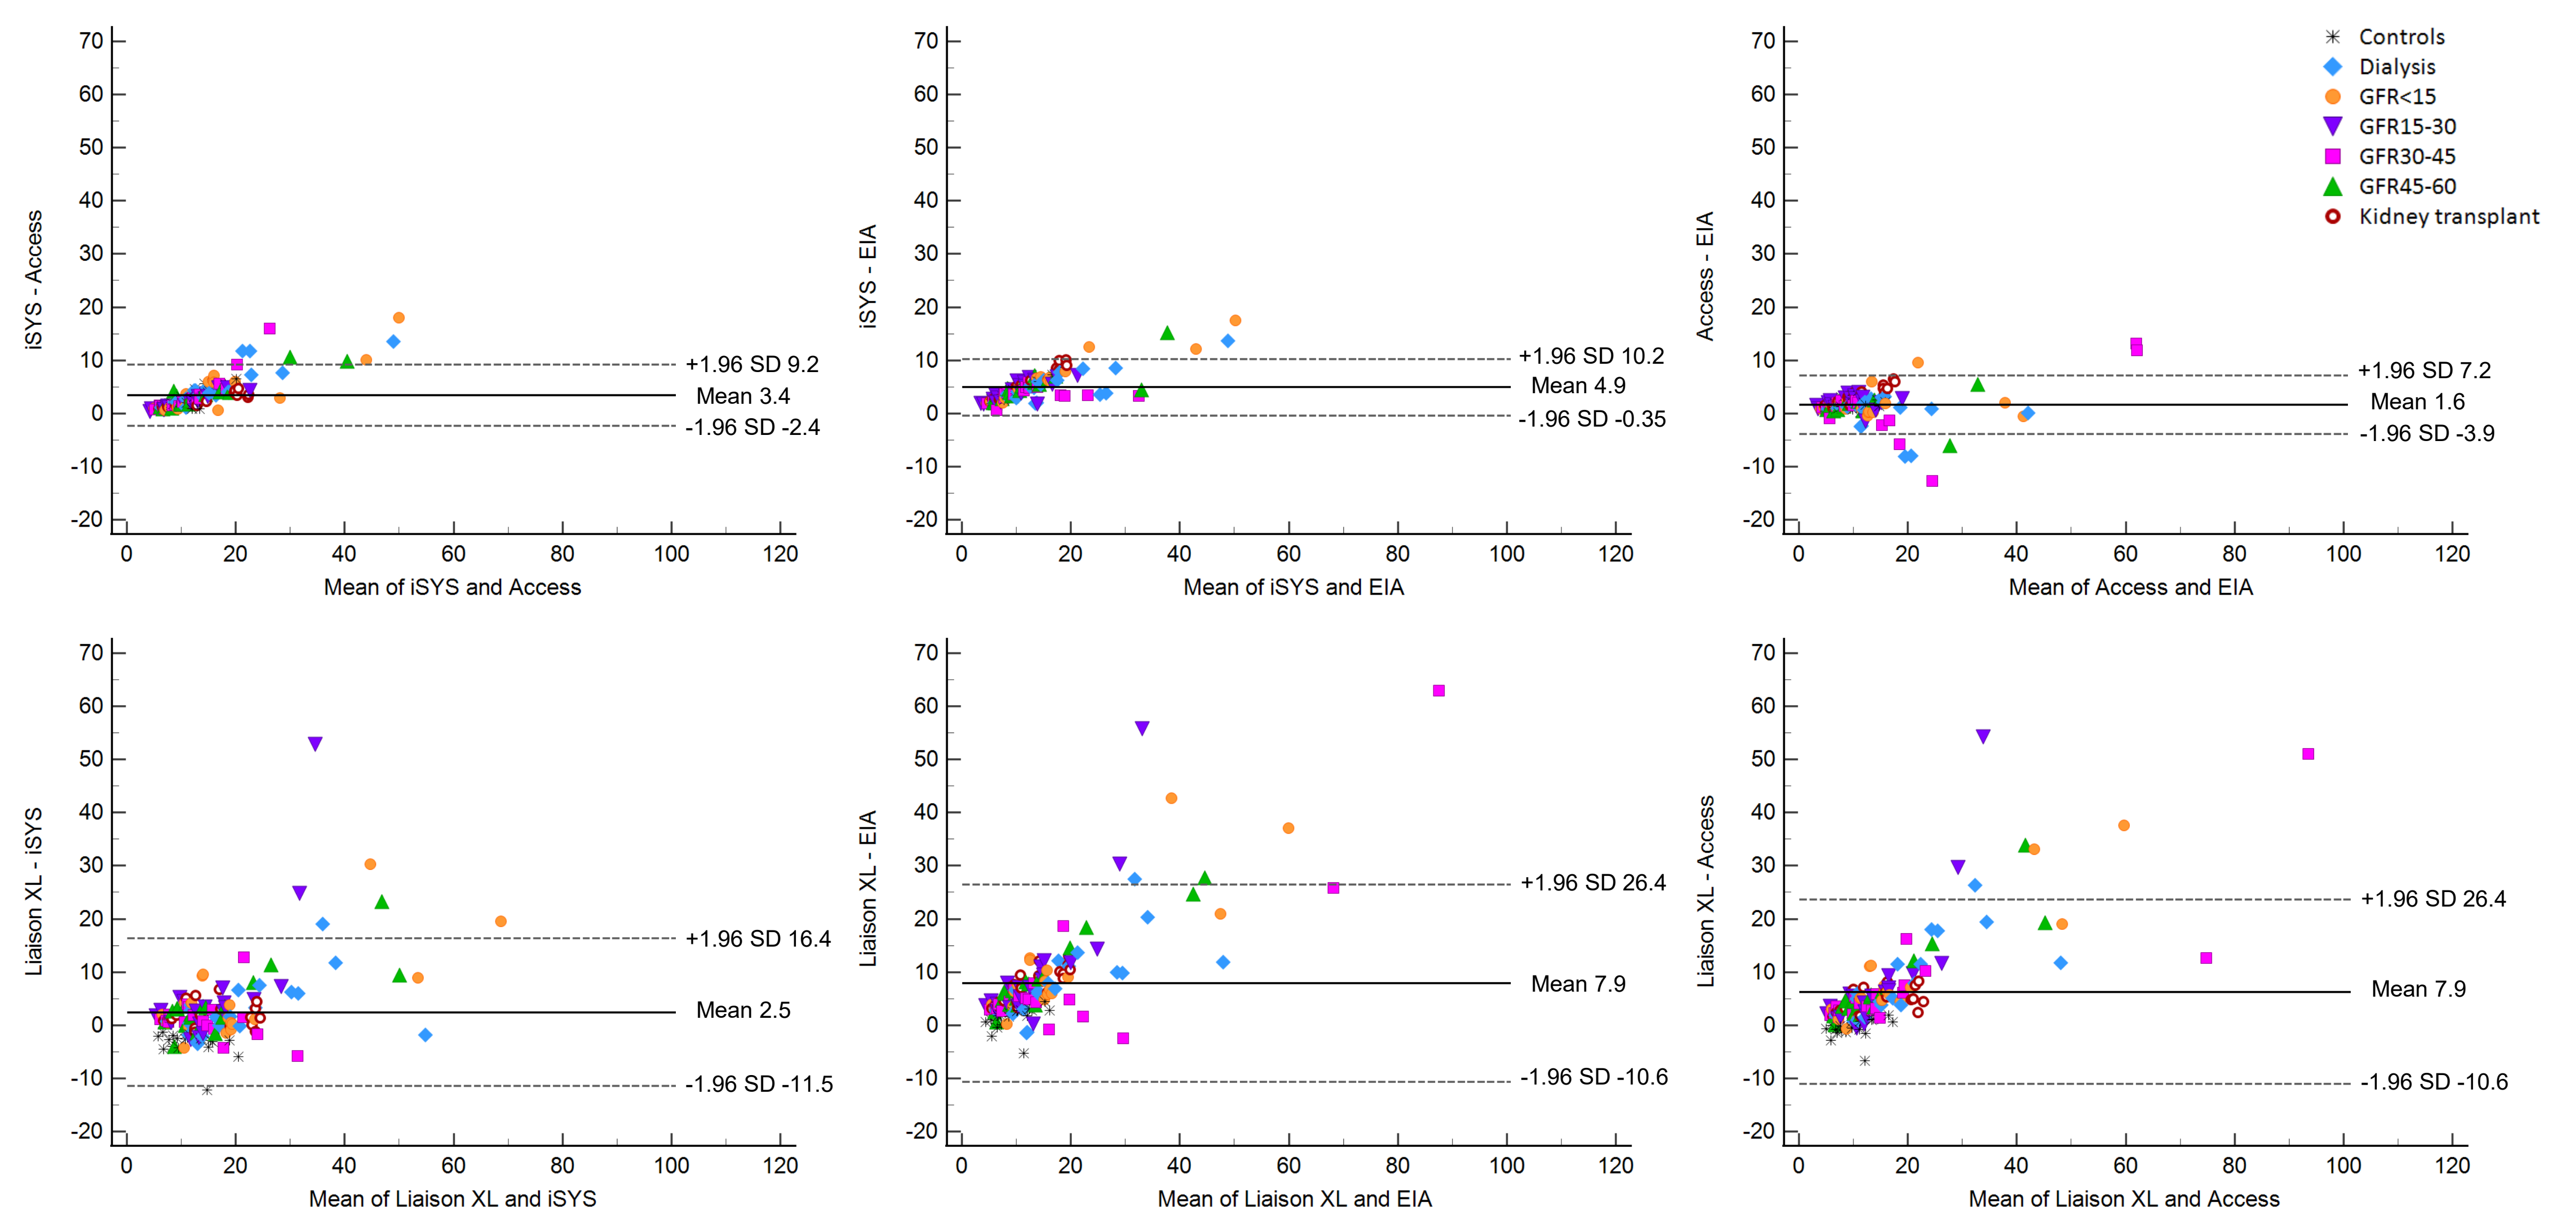 70
60
50
40
30
20
10
0
-10
-20
iSYS - Access
+1.96 SD 9.2
Mean 3.4
-1.96 SD -2.4
0 20 40 60 80 100 120
Mean of iSYS and Access
70
60
50
40
30
20
10
0
-10
-20
iSYS - EIA
+1.96 SD 10.2
Mean 4.9
-1.96 SD -0.35
0 20 40 60 80 100 120
Mean of iSYS and EIA
70
60
50
40
30
20
10
0
-10
-20
Access - EIA
Controls
Dialysis
GFR<15
GFR15-30
GFR30-45
GFR45-60
Kidney transplant
+1.96 SD 7.2
Mean 1.6
-1.96 SD -3.9
0 20 40 60 80 100 120
Mean of Access and EIA
70
60
50
40
30
20
10
0
-10
-20
Liaison XL - iSYS
+1.96 SD 16.4
Mean 2.5
-1.96 SD -11.5
0 20 40 60 80 100 120
Mean of Liaison XL and iSYS
70
60
50
40
30
20
10
0
-10
-20
Liaison XL - EIA
+1.96 SD 26.4
Mean 7.9
-1.96 SD -10.6
0 20 40 60 80 100 120
Mean of Liaison XL and EIA
70
60
50
40
30
20
10
0
-10
-20
Liaison XL - Access
+1.96 SD 26.4
Mean 7.9
-1.96 SD -10.6
0 20 40 60 80 100 120
Mean of Liaison XL and Access